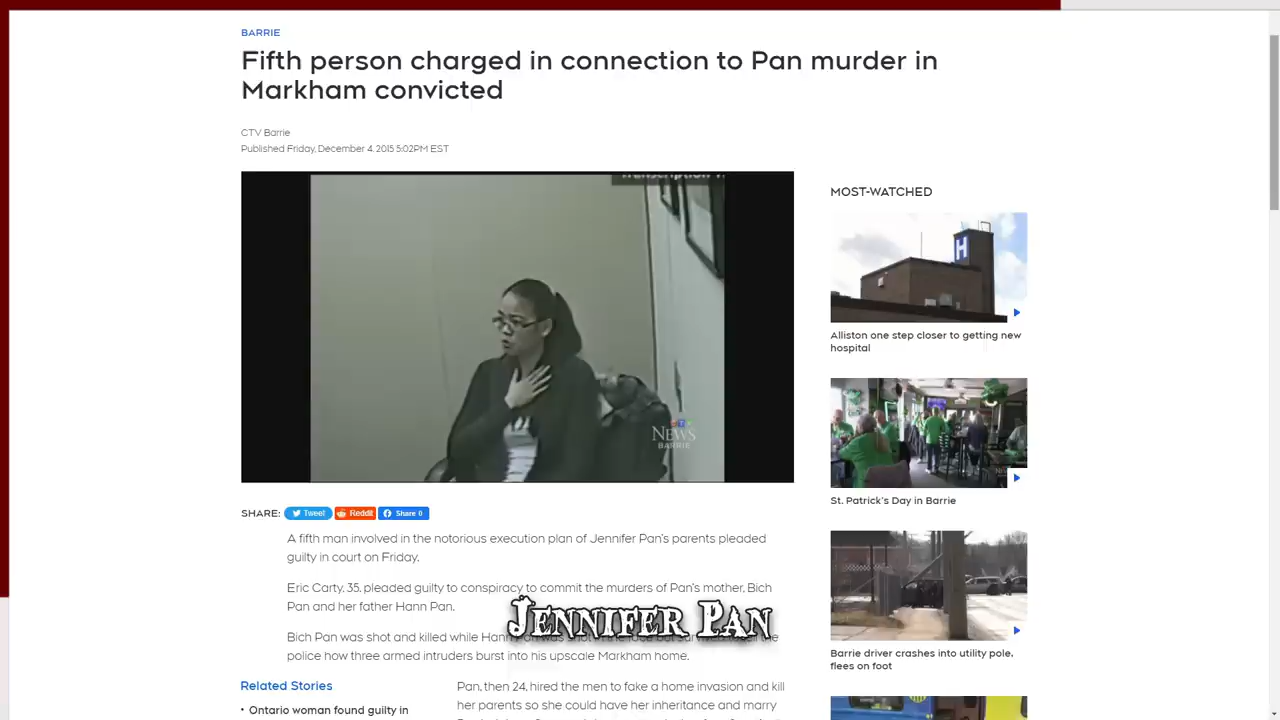 BARRIE
Fifth person charged in connection to Pan murder in
Markham convicted
CTV Barrie
Published Friday, December 4, 2015 5:02PM EST
NEWS
BARRIE
SHARE: Tweet Reddit Share 0
A fifth man involved in the notorious execution plan of Jennifer Pan's parents pleaded
guilty in court on Friday.
Eric Carty, 35, pleaded guilty to conspiracy to commit the murders of Pan's mother, Bich
Pan and her father Hann Pan.
JENNIFER PAN
Bich Pan was shot and killed while Hann
police how three armed intruders burst into his upscale Markham home.
Related Stories
• Ontario woman found guilty in
Pan, then 24, hired the men to fake a home invasion and kill
her parents so she could have her inheritance and marry
MOST-WATCHED
H
Alliston one step closer to getting new
hospital
St. Patrick's Day in Barrie
Barrie driver crashes into utility pole,
flees on foot